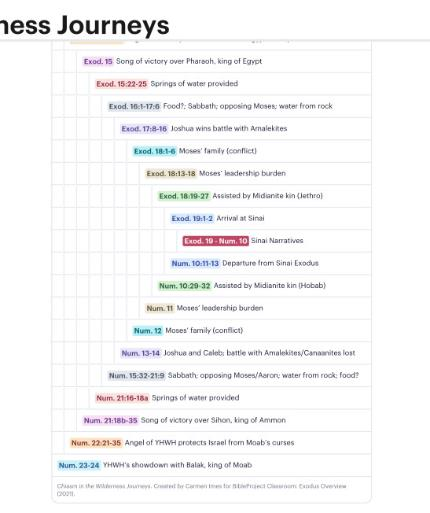 ness Journeys
Exod. 15 Song of victory over Pharaoh, king of Egypt
Exod. 15:22-25 Springs of water provided
Exod. 16:1-17:6 Food?; Sabbath; opposing Moses; water from rock
Exod. 17:8-16 Joshua wins battle with Amalekites
Exod. 18:1-6 Moses' family (conflict)
Exod. 18:13-18 Moses' leadership burden
Exod. 18:19-27 Assisted by Midianite kin (Jethro)
Exod. 19:1-2 Arrival at Sinai
Exod. 19 - Num. 10 Sinai Narratives
Num. 10:11-13 Departure from Sinai Exodus
Num. 10:29-32 Assisted by Midianite kin (Hobab)
Num. 11 Moses' leadership burden
Num. 12 Moses' family (conflict)
Num. 13-14 Joshua and Caleb; battle with Amalekites/Canaanites lost
Num. 15:32-21:9 Sabbath; opposing Moses/Aaron; water from rock; food?
Num. 21:16-18a Springs of water provided
Num. 21:18b-35 Song of victory over Sihon, king of Ammon
Num. 22:21-35 Angel of YHWH protects Israel from Moab's curses
Num. 23-24 YHWH's showdown with Balak, king of Moab
Chiasm in the Wilderness Journeys. Created by Carmen Imes for BibleProject Classroom: Exodus Overview
(2021).